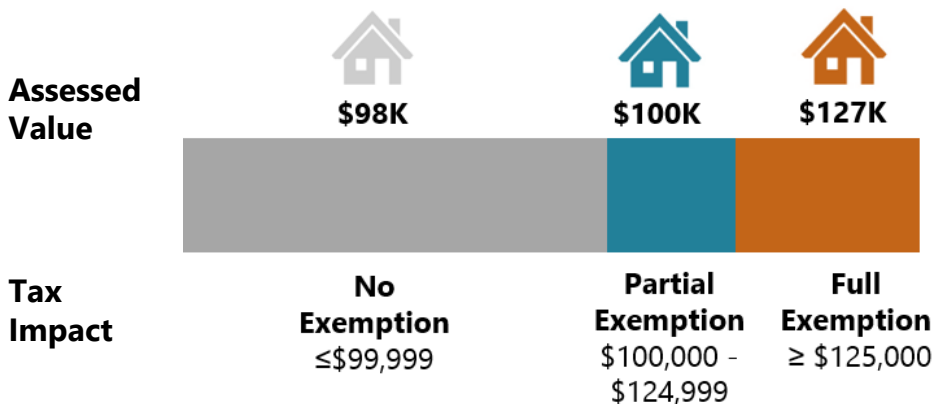 Assessed
Value
$98K
$100K
$127K
Tax
Impact
No
Exemption
≤$99,999
Partial
Exemption
$100,000 -
$124,999
Full
Exemption
≥ $125,000